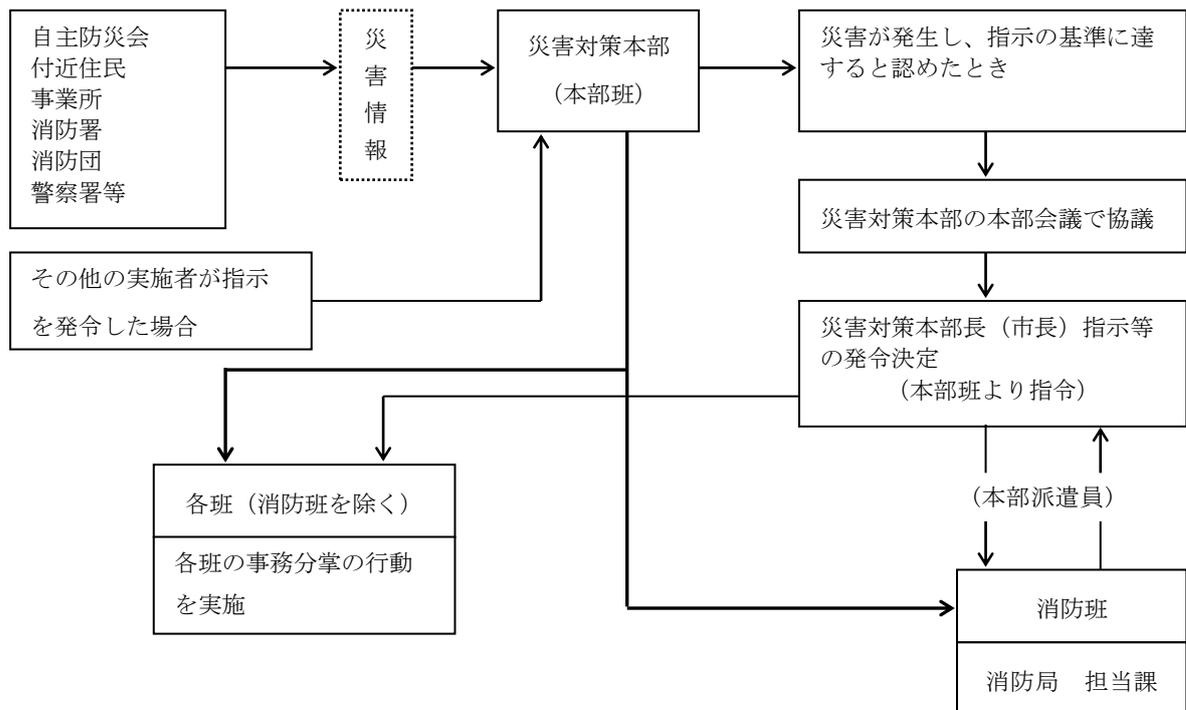 自主防災会
付近住民
事業所
消防署
消防団
警察署等
災害情報
災害対策本部
（本部班）
災害が発生し、指示の基準に達
すると認めたとき
災害対策本部の本部会議で協議
その他の実施者が指示
を発令した場合
災害対策本部長（市長）指示等
の発令決定
（本部班より指令）
各班（消防班を除く）
各班の事務分掌の行動
を実施
（本部派遣員）
消防班
消防局　担当課